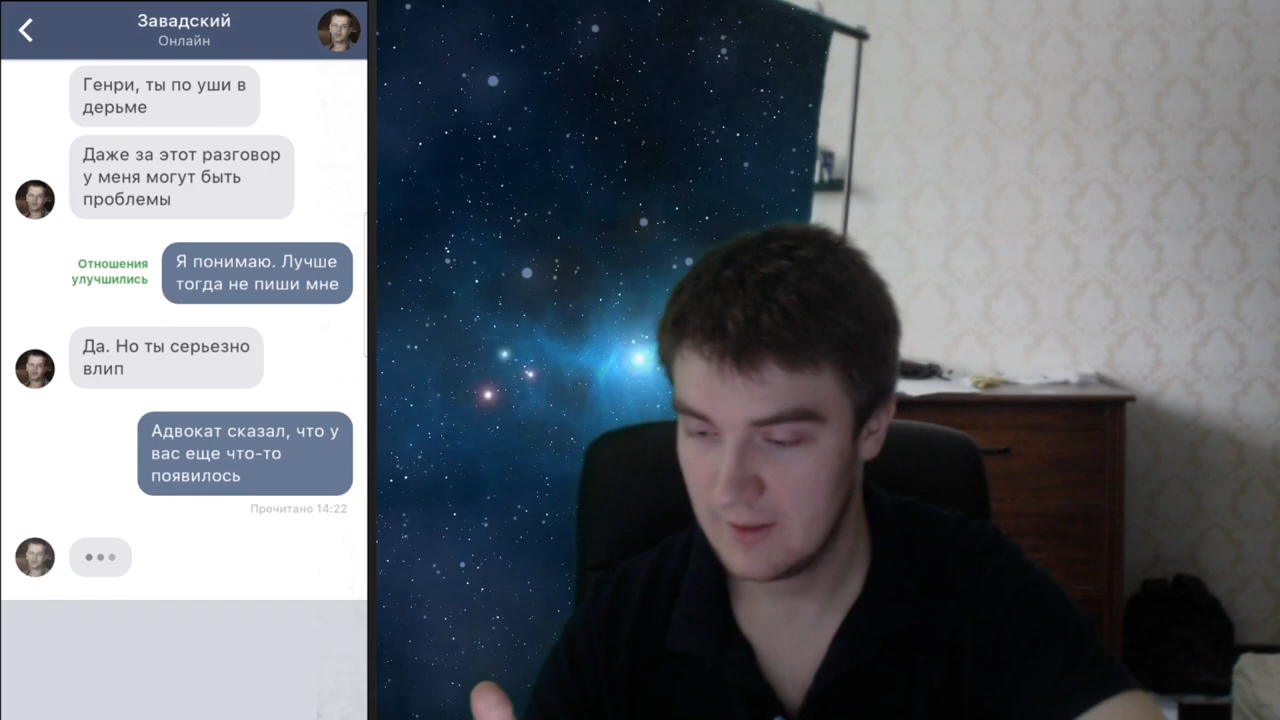 Завадский
Онлайн
Генри, ты по уши в
дерьме
Даже за этот разговор
у меня могут быть
проблемы
Отношения
улучшились
Я понимаю. Лучше
тогда не пиши мне
Да. Но ты серьезно
влип
Адвокат сказал, что у
вас еще что-то
появилось
Прочитано 14:22